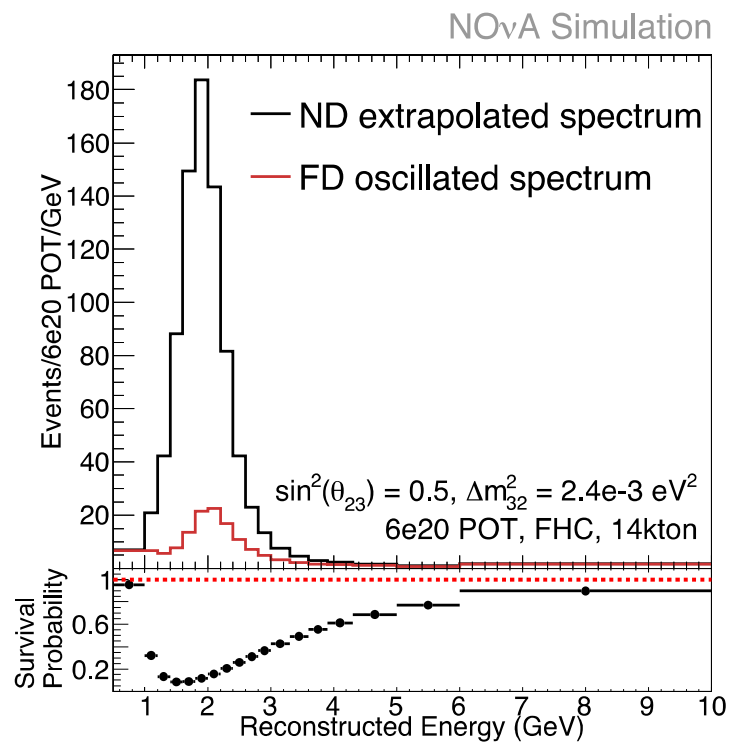 NOνA Simulation
Events/6e20 POT/GeV
180
160
140
120
100
80
60
40
20
ND extrapolated spectrum
FD oscillated spectrum
sin²(θ₂₃) = 0.5, Δm²₃₂ = 2.4e-3 eV²
6e20 POT, FHC, 14kton
Survival
Probability
1
0.6
0.2
1 2 3 4 5 6 7 8 9 10
Reconstructed Energy (GeV)